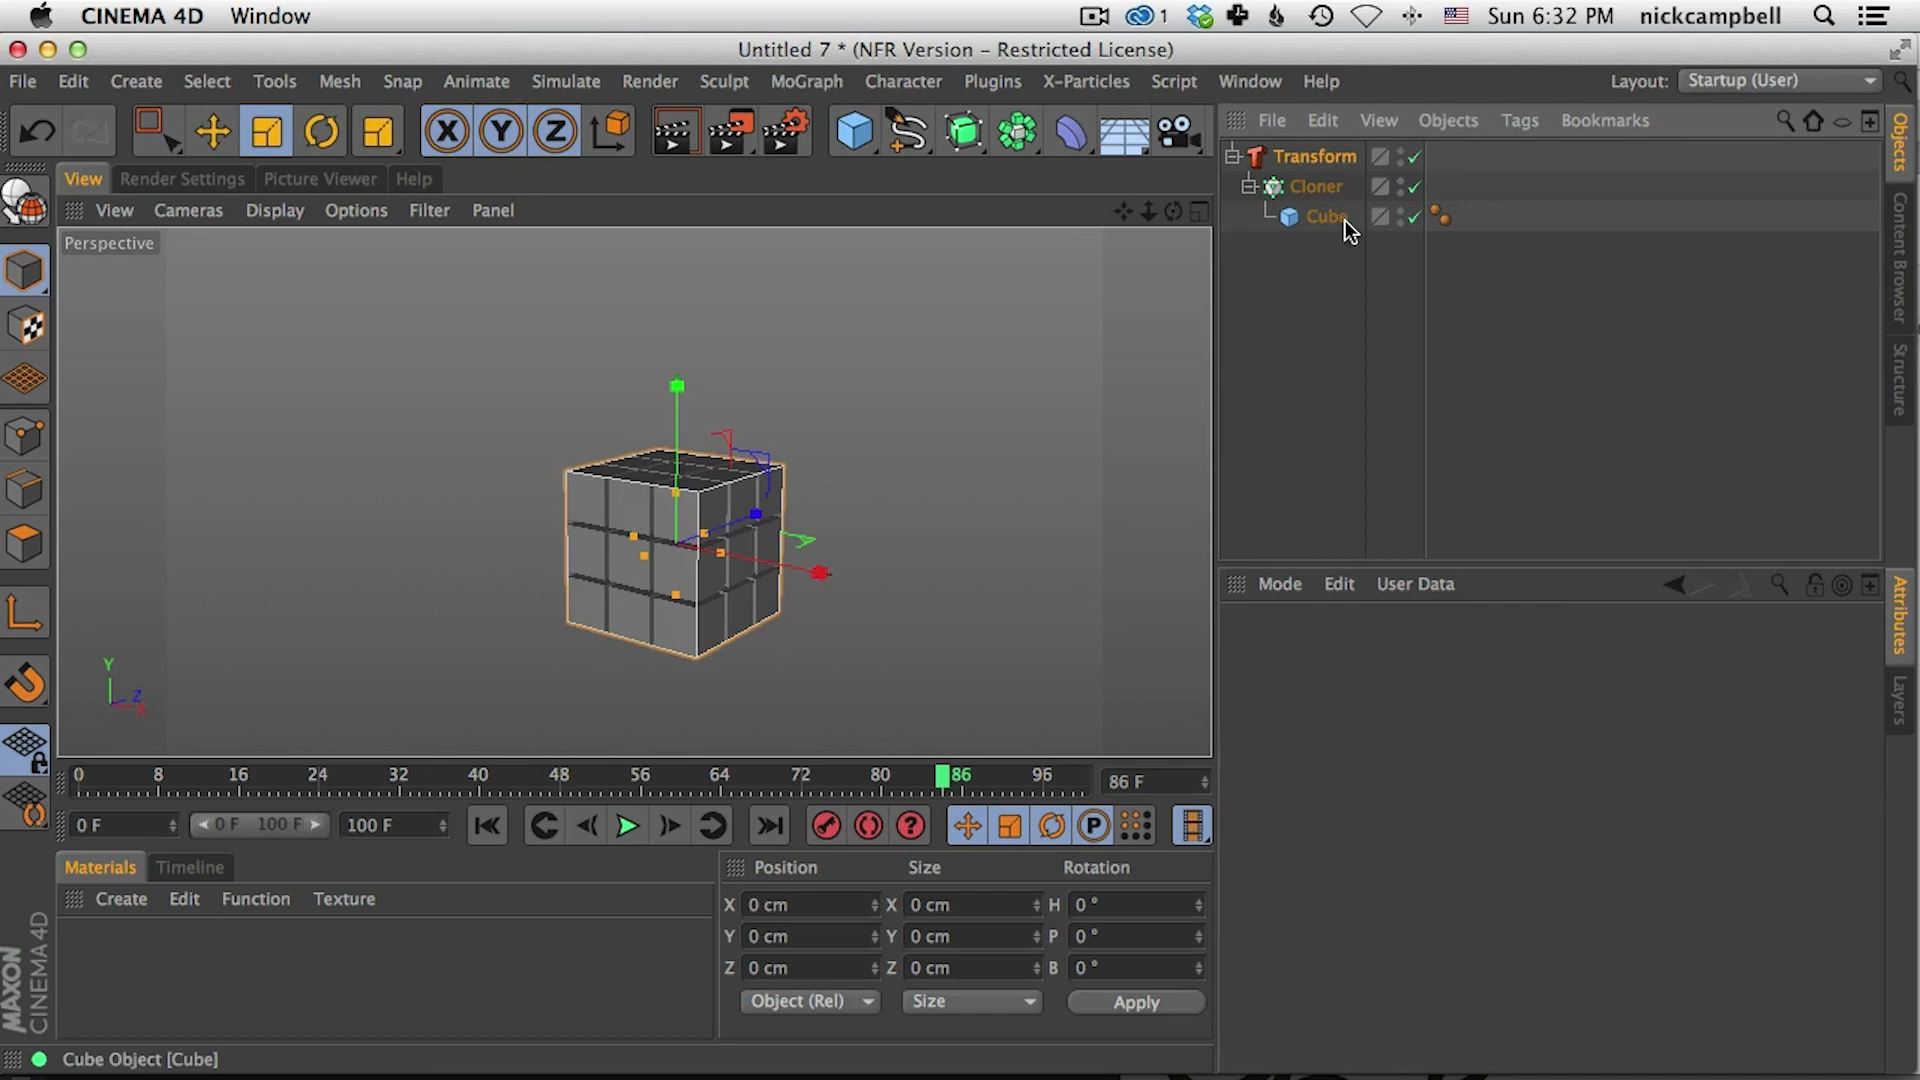 CINEMA 4D Window 1 Sun 6:32 PM nickcampbell
Untitled 7 * (NFR Version - Restricted License)
File Edit Create Select Tools Mesh Snap Animate Simulate Render Sculpt MoGraph Character Plugins X-Particles Script Window Help Layout: Startup (User)
X Y Z
File Edit View Objects Tags Bookmarks
Transform
Cloner
Cube
Objects
Content Browser
Structure
View Render Settings Picture Viewer Help
View Cameras Display Options Filter Panel
Perspective
Y
Z
X
Mode Edit User Data
Attributes
Layers
0 8 16 24 32 40 48 56 64 72 80 86 96 86 F
0 F 0 F 100 F 100 F P
Materials Timeline
Create Edit Function Texture
Position Size Rotation
X 0 cm X 0 cm H 0 °
Y 0 cm Y 0 cm P 0 °
Z 0 cm Z 0 cm B 0 °
Object (Rel) Size Apply
MAXON
CINEMA 4D
Cube Object [Cube]